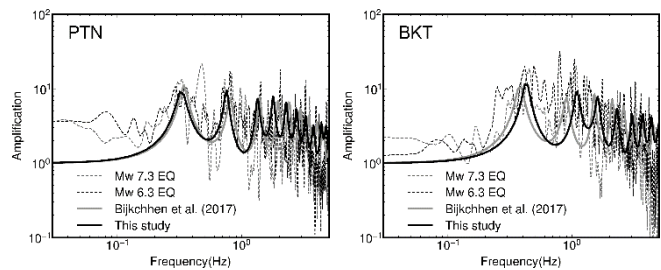 PTN
10²
10¹
10⁰
10⁻¹
Amplification
Mw 7.3 EQ
Mw 6.3 EQ
Bijkchhen et al. (2017)
This study
10⁻¹
10⁰
Frequency(Hz)
BKT
10²
10¹
10⁰
10⁻¹
Amplification
Mw 7.3 EQ
Mw 6.3 EQ
Bijkchhen et al. (2017)
This study
10⁻¹
10⁰
Frequency(Hz)